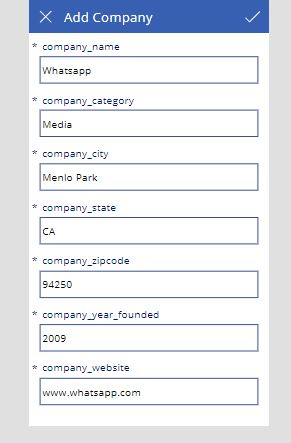 Add Company
* company_name
Whatsapp
* company_category
Media
* company_city
Menlo Park
* company_state
CA
* company_zipcode
94250
* company_year_founded
2009
* company_website
www.whatsapp.com